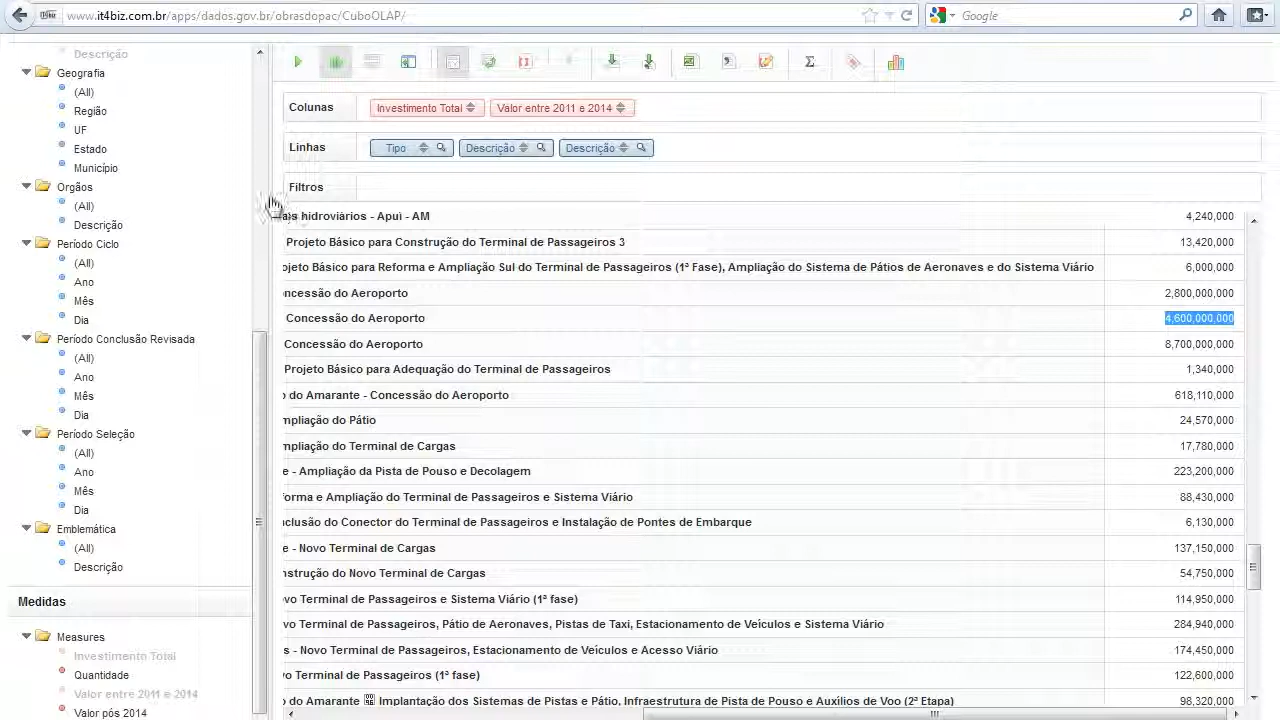 www.it4biz.com.br/apps/dados.gov.br/obrasdopac/CuboOLAP/
Google
Descrição
Geografia
(All)
Região
UF
Estado
Município
Orgãos
(All)
Descrição
Período Ciclo
(All)
Ano
Mês
Dia
Período Conclusão Revisada
(All)
Ano
Mês
Dia
Período Seleção
(All)
Ano
Mês
Dia
Emblemática
(All)
Descrição
Medidas
Measures
Investimento Total
Quantidade
Valor entre 2011 e 2014
Valor pós 2014
Colunas Investimento Total Valor entre 2011 e 2014
Linhas Tipo Descrição Descrição
Filtros
ais hidroviários - Apuí - AM 4,240,000
Projeto Básico para Construção do Terminal de Passageiros 3 13,420,000
ojeto Básico para Reforma e Ampliação Sul do Terminal de Passageiros (1ª Fase), Ampliação do Sistema de Pátios de Aeronaves e do Sistema Viário 6,000,000
oncessão do Aeroporto 2,800,000,000
Concessão do Aeroporto 4,600,000,000
Concessão do Aeroporto 8,700,000,000
Projeto Básico para Adequação do Terminal de Passageiros 1,340,000
o do Amarante - Concessão do Aeroporto 618,110,000
mpliação do Pátio 24,570,000
mpliação do Terminal de Cargas 17,780,000
e - Ampliação da Pista de Pouso e Decolagem 223,200,000
forma e Ampliação do Terminal de Passageiros e Sistema Viário 88,430,000
nclusão do Conector do Terminal de Passageiros e Instalação de Pontes de Embarque 6,130,000
e - Novo Terminal de Cargas 137,150,000
nstrução do Novo Terminal de Cargas 54,750,000
vo Terminal de Passageiros e Sistema Viário (1ª fase) 114,950,000
vo Terminal de Passageiros, Pátio de Aeronaves, Pistas de Taxi, Estacionamento de Veículos e Sistema Viário 284,940,000
s - Novo Terminal de Passageiros, Estacionamento de Veículos e Acesso Viário 174,450,000
vo Terminal de Passageiros (1ª fase) 122,600,000
o do Amarante Implantação dos Sistemas de Pistas e Pátio, Infraestrutura de Pista de Pouso e Auxílios de Voo (2ª Etapa) 98,320,000